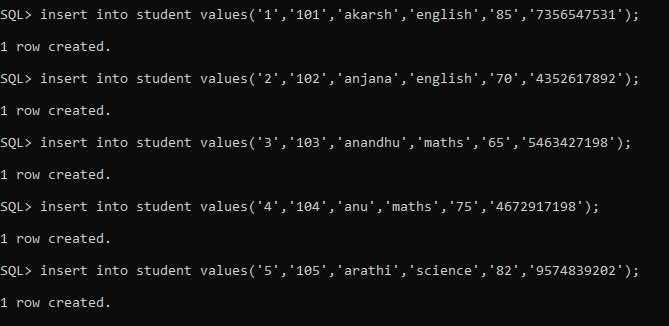 SQL> insert into student values('1','101','akarsh','english','85','7356547531');
1 row created.
SQL> insert into student values('2','102','anjana','english','70','4352617892');
1 row created.
SQL> insert into student values('3','103','anandhu','maths','65','5463427198');
1 row created.
SQL> insert into student values('4','104','anu','maths','75','4672917198');
1 row created.
SQL> insert into student values('5','105','arathi','science','82','9574839202');
1 row created.